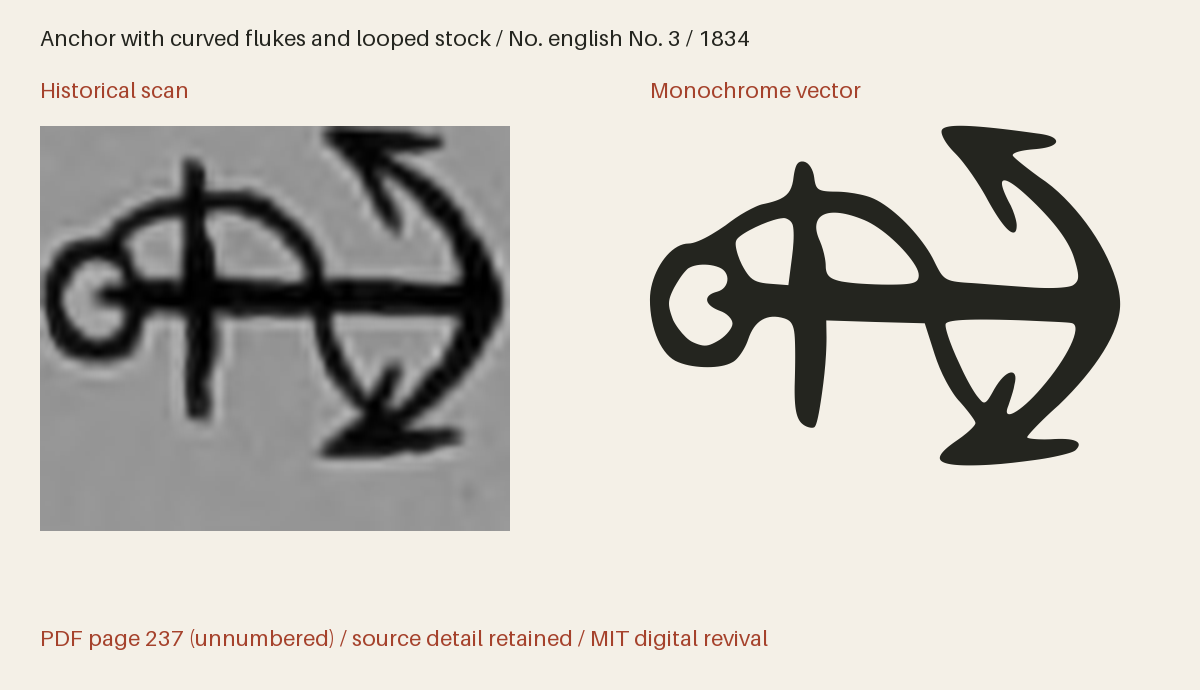 Anchor with curved flukes and looped stock / No. english No. 3 / 1834
Historical scan
Monochrome vector
PDF page 237 (unnumbered) / source detail retained / MIT digital revival